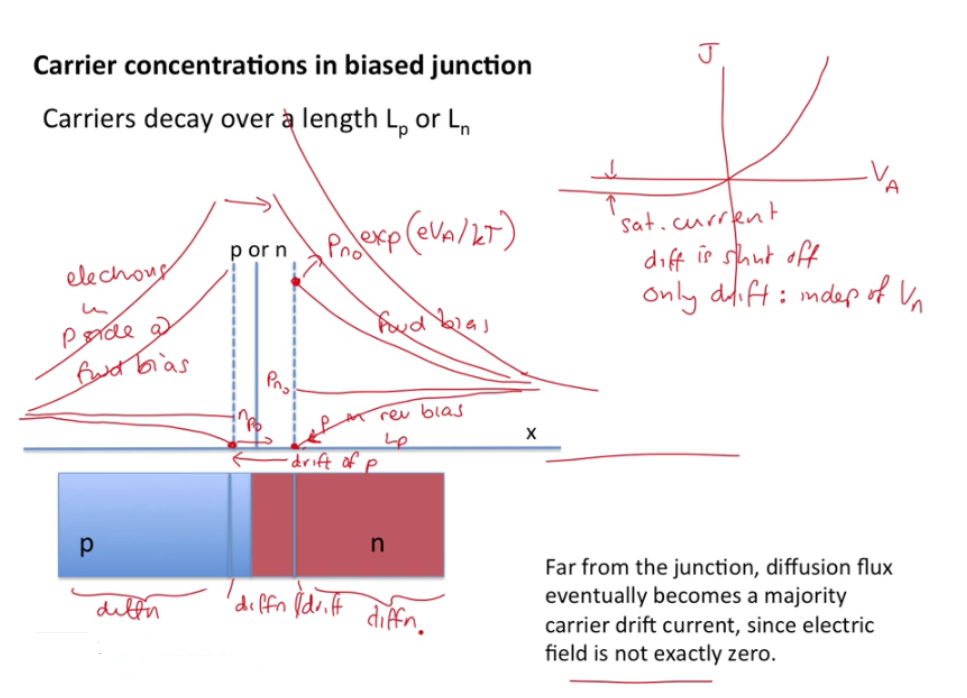 Carrier concentrations in biased junction
Carriers decay over a length Lp or Ln
J
VA
sat. current
diff is shut off
only drift : indep of Vn
Pno exp(eVA/kT)
p or n
electrons
in
p side @
fwd bias
fwd bias
Pno
npo
P in rev bias
Lp
x
drift of p
p
n
diffn
diffn/drift
diffn.
Far from the junction, diffusion flux
eventually becomes a majority
carrier drift current, since electric
field is not exactly zero.